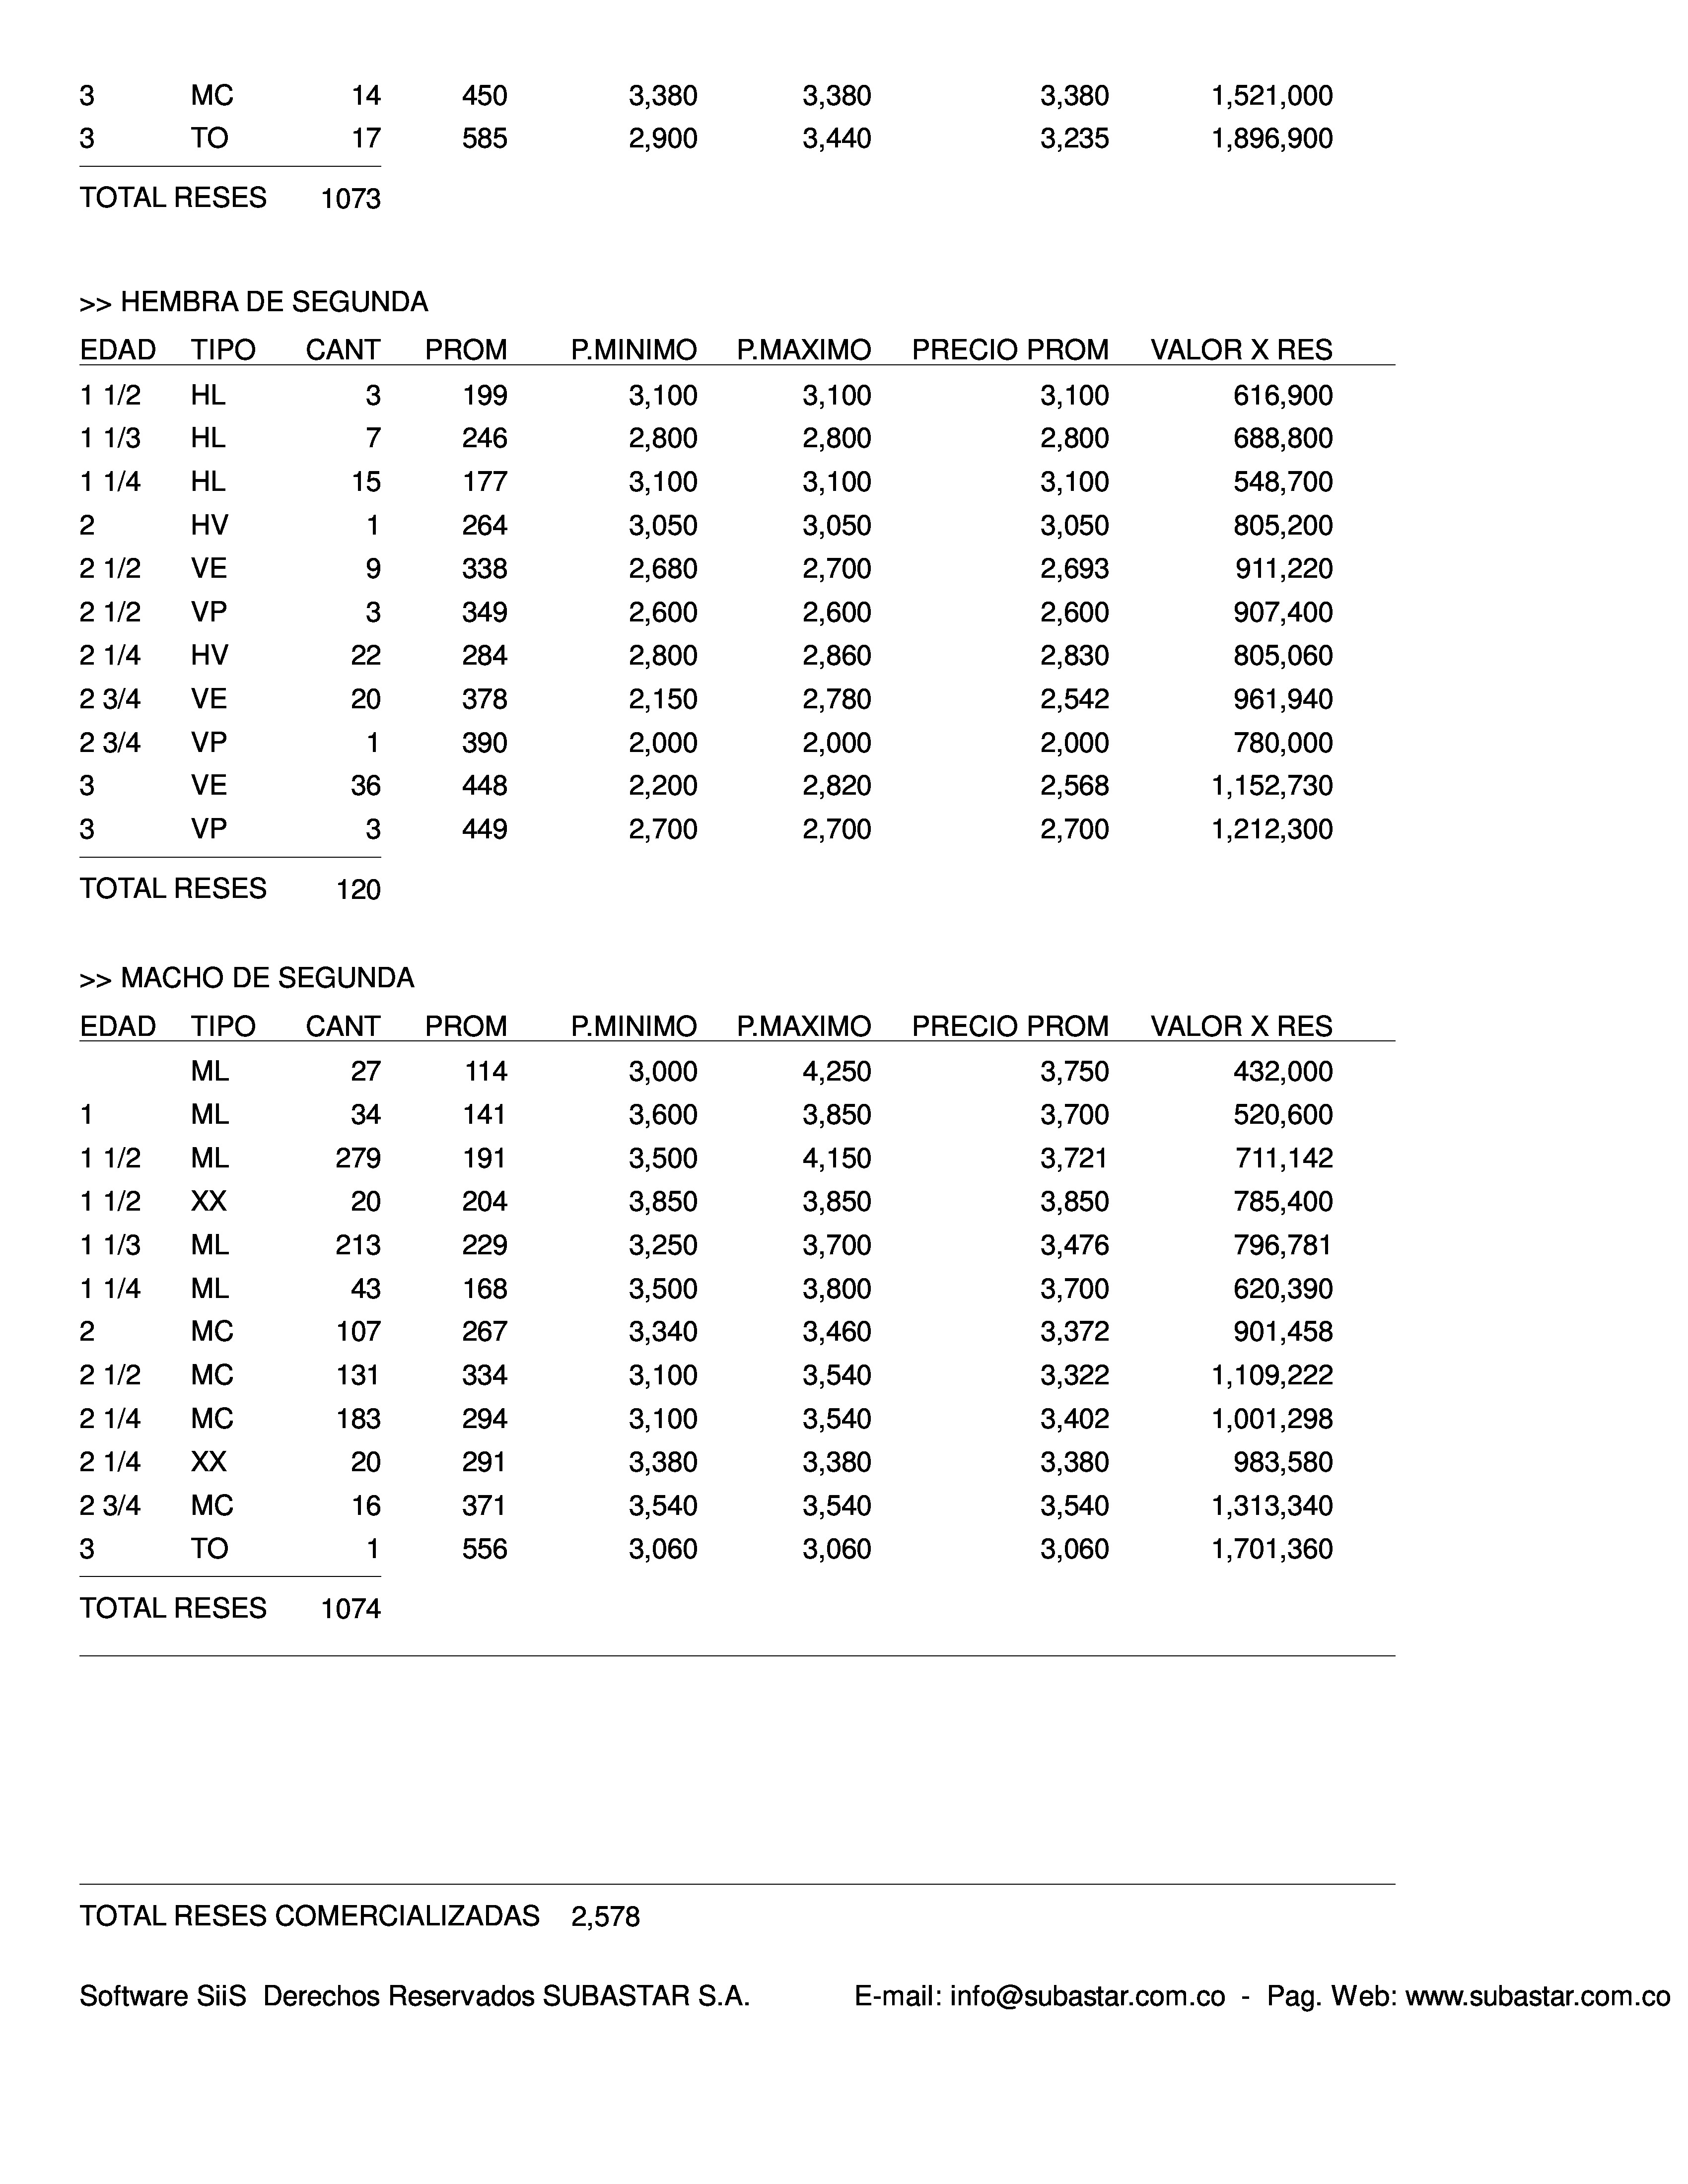 3 MC 14 450 3,380 3,380 3,380 1,521,000
3 TO 17 585 2,900 3,440 3,235 1,896,900
TOTAL RESES 1073
>> HEMBRA DE SEGUNDA
EDAD TIPO CANT PROM P.MINIMO P.MAXIMO PRECIO PROM VALOR X RES
1 1/2 HL 3 199 3,100 3,100 3,100 616,900
1 1/3 HL 7 246 2,800 2,800 2,800 688,800
1 1/4 HL 15 177 3,100 3,100 3,100 548,700
2 HV 1 264 3,050 3,050 3,050 805,200
2 1/2 VE 9 338 2,680 2,700 2,693 911,220
2 1/2 VP 3 349 2,600 2,600 2,600 907,400
2 1/4 HV 22 284 2,800 2,860 2,830 805,060
2 3/4 VE 20 378 2,150 2,780 2,542 961,940
2 3/4 VP 1 390 2,000 2,000 2,000 780,000
3 VE 36 448 2,200 2,820 2,568 1,152,730
3 VP 3 449 2,700 2,700 2,700 1,212,300
TOTAL RESES 120
>> MACHO DE SEGUNDA
EDAD TIPO CANT PROM P.MINIMO P.MAXIMO PRECIO PROM VALOR X RES
ML 27 114 3,000 4,250 3,750 432,000
1 ML 34 141 3,600 3,850 3,700 520,600
1 1/2 ML 279 191 3,500 4,150 3,721 711,142
1 1/2 XX 20 204 3,850 3,850 3,850 785,400
1 1/3 ML 213 229 3,250 3,700 3,476 796,781
1 1/4 ML 43 168 3,500 3,800 3,700 620,390
2 MC 107 267 3,340 3,460 3,372 901,458
2 1/2 MC 131 334 3,100 3,540 3,322 1,109,222
2 1/4 MC 183 294 3,100 3,540 3,402 1,001,298
2 1/4 XX 20 291 3,380 3,380 3,380 983,580
2 3/4 MC 16 371 3,540 3,540 3,540 1,313,340
3 TO 1 556 3,060 3,060 3,060 1,701,360
TOTAL RESES 1074
TOTAL RESES COMERCIALIZADAS 2,578
Software SiiS Derechos Reservados SUBASTAR S.A. E-mail: info@subastar.com.co - Pag. Web: www.subastar.com.co